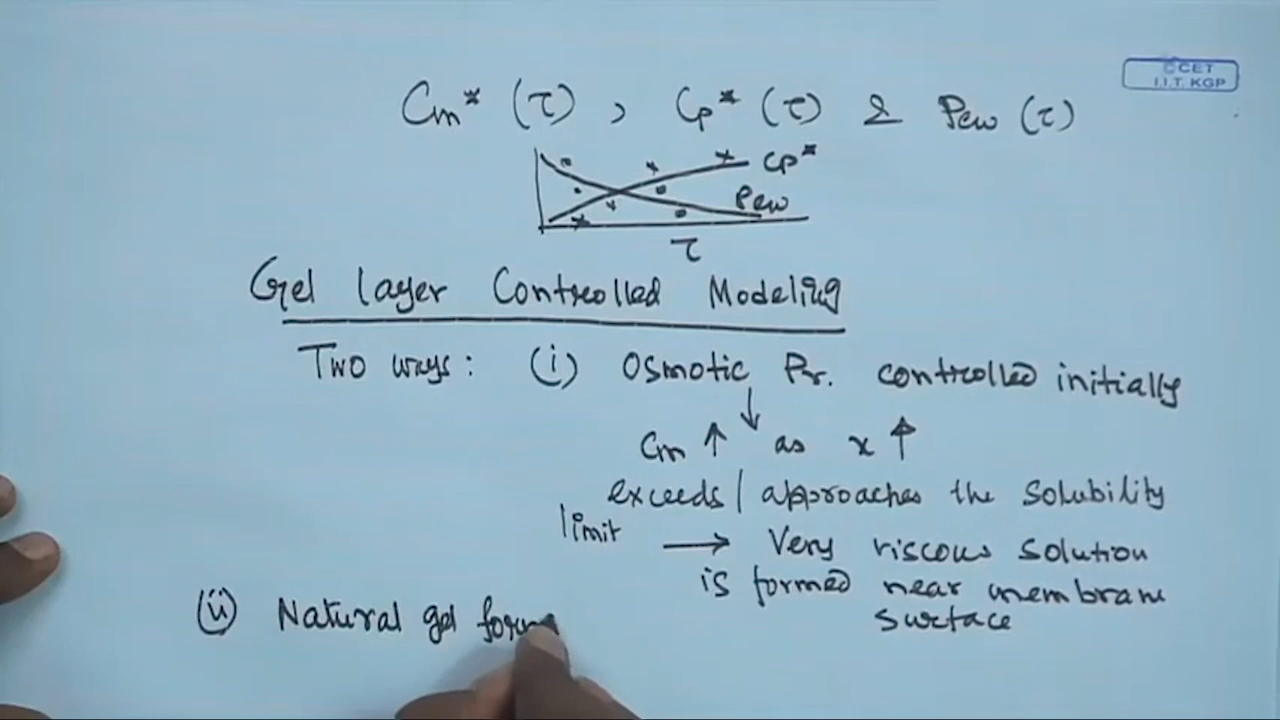 ©CET
I.I.T. KGP
Cm* (τ) , Cp* (τ) & Pew (τ)
Cp*
Pew
τ
Gel layer Controlled Modeling
Two ways: (i) Osmotic Pr. controlled initially
↓
Cm ↑ as x ↑
exceeds / approaches the solubility
limit → Very viscous solution
is formed near membrane
surface
(ii) Natural gel